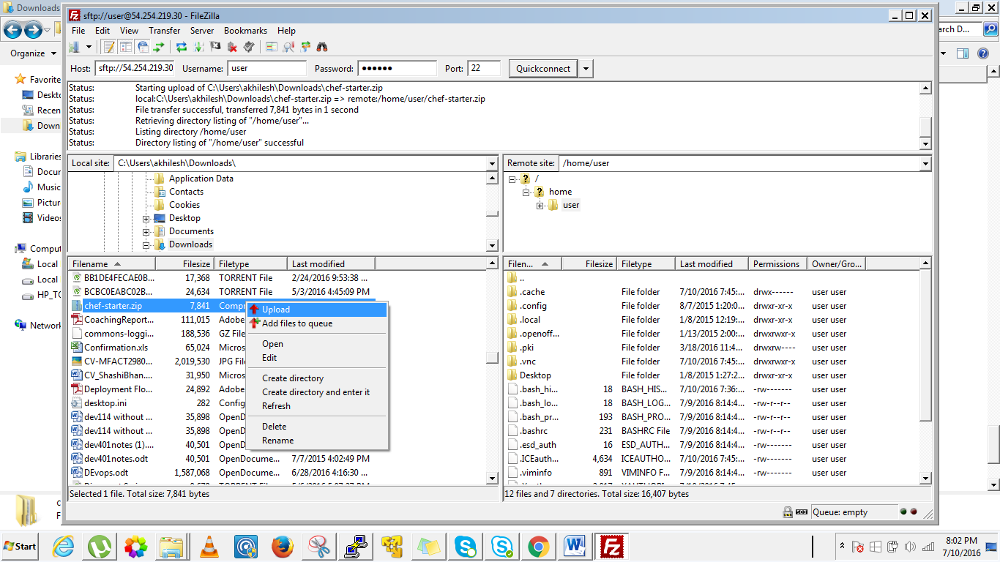 Downloads
sftp://user@54.254.219.30 - FileZilla
File Edit View Transfer Server Bookmarks Help
Host: sftp://54.254.219.30 Username: user Password: ●●●●●● Port: 22 Quickconnect
Organize
Favorite
Deskto
Recen
Down
Libraries
Docur
Music
Pictur
Videos
Comput
Local
Local
HP_TO
Network
Status: Starting upload of C:\Users\akhilesh\Downloads\chef-starter.zip
Status: local:C:\Users\akhilesh\Downloads\chef-starter.zip => remote:/home/user/chef-starter.zip
Status: File transfer successful, transferred 7,841 bytes in 1 second
Status: Retrieving directory listing of "/home/user"...
Status: Listing directory /home/user
Status: Directory listing of "/home/user" successful
Local site: C:\Users\akhilesh\Downloads\
Application Data
Contacts
Cookies
Desktop
Documents
Downloads
Remote site: /home/user
/
home
user
Filename Filesize Filetype Last modified
BB1DE4FECAE0B... 17,368 TORRENT File 2/24/2016 9:53:38 ...
BCBC0EABC02B... 24,634 TORRENT File 5/3/2016 4:45:09 PM
chef-starter.zip 7,841 Compr
CoachingReport... 111,015 Adobe
commons-loggi... 188,536 GZ File
Confirmation.xls 65,024 Micros
CV-MFACT2980... 2,019,530 JPG File
CV_ShashiBhan... 31,950 Micros
Deployment Flo... 24,892 Adobe
desktop.ini 282 Config
dev114 without ... 35,898 OpenD
dev114 without ... 35,898 OpenD
dev401notes (1).... 40,501 OpenD
dev401notes.odt 40,501 OpenDocume... 7/7/2015 4:02:49 PM
DEvops.odt 1,587,068 OpenDocume... 6/28/2016 4:16:30 ...
Upload
Add files to queue
Open
Edit
Create directory
Create directory and enter it
Refresh
Delete
Rename
Selected 1 file. Total size: 7,841 bytes
Filen... Filesize Filetype Last modified Permissions Owner/Gro...
..
.cache File folder 7/10/2016 7:45:... drwx------ user user
.config File folder 8/7/2015 1:20:0... drwxr-xr-x user user
.local File folder 1/8/2015 12:19:... drwxr-xr-x user user
.openoff... File folder 1/13/2015 2:00:... drwxrwxr-x user user
.pki File folder 3/18/2016 11:4... drwxr----- user user
.vnc File folder 7/10/2016 7:45:... drwxrwxr-x user user
Desktop File folder 1/8/2015 1:27:2... drwxr-xr-x user user
.bash_hi... 18 BASH_HIS... 7/10/2016 7:36:... -rw------- user user
.bash_lo... 18 BASH_LOG... 7/9/2016 8:14:4... -rw-r--r-- user user
.bash_pr... 193 BASH_PRO... 7/9/2016 8:14:4... -rw-r--r-- user user
.bashrc 231 BASHRC File 7/9/2016 8:14:4... -rw-r--r-- user user
.esd_auth 16 ESD_AUTH... 7/9/2016 8:14:4... -rw------- user user
.ICEauth... 4,634 ICEAUTHO... 7/10/2016 7:45:... -rw------- user user
.viminfo 891 VIMINFO F... 7/9/2016 8:14:4... -rw------- user user
12 files and 7 directories. Total size: 16,407 bytes
Queue: empty
Start
8:02 PM
7/10/2016